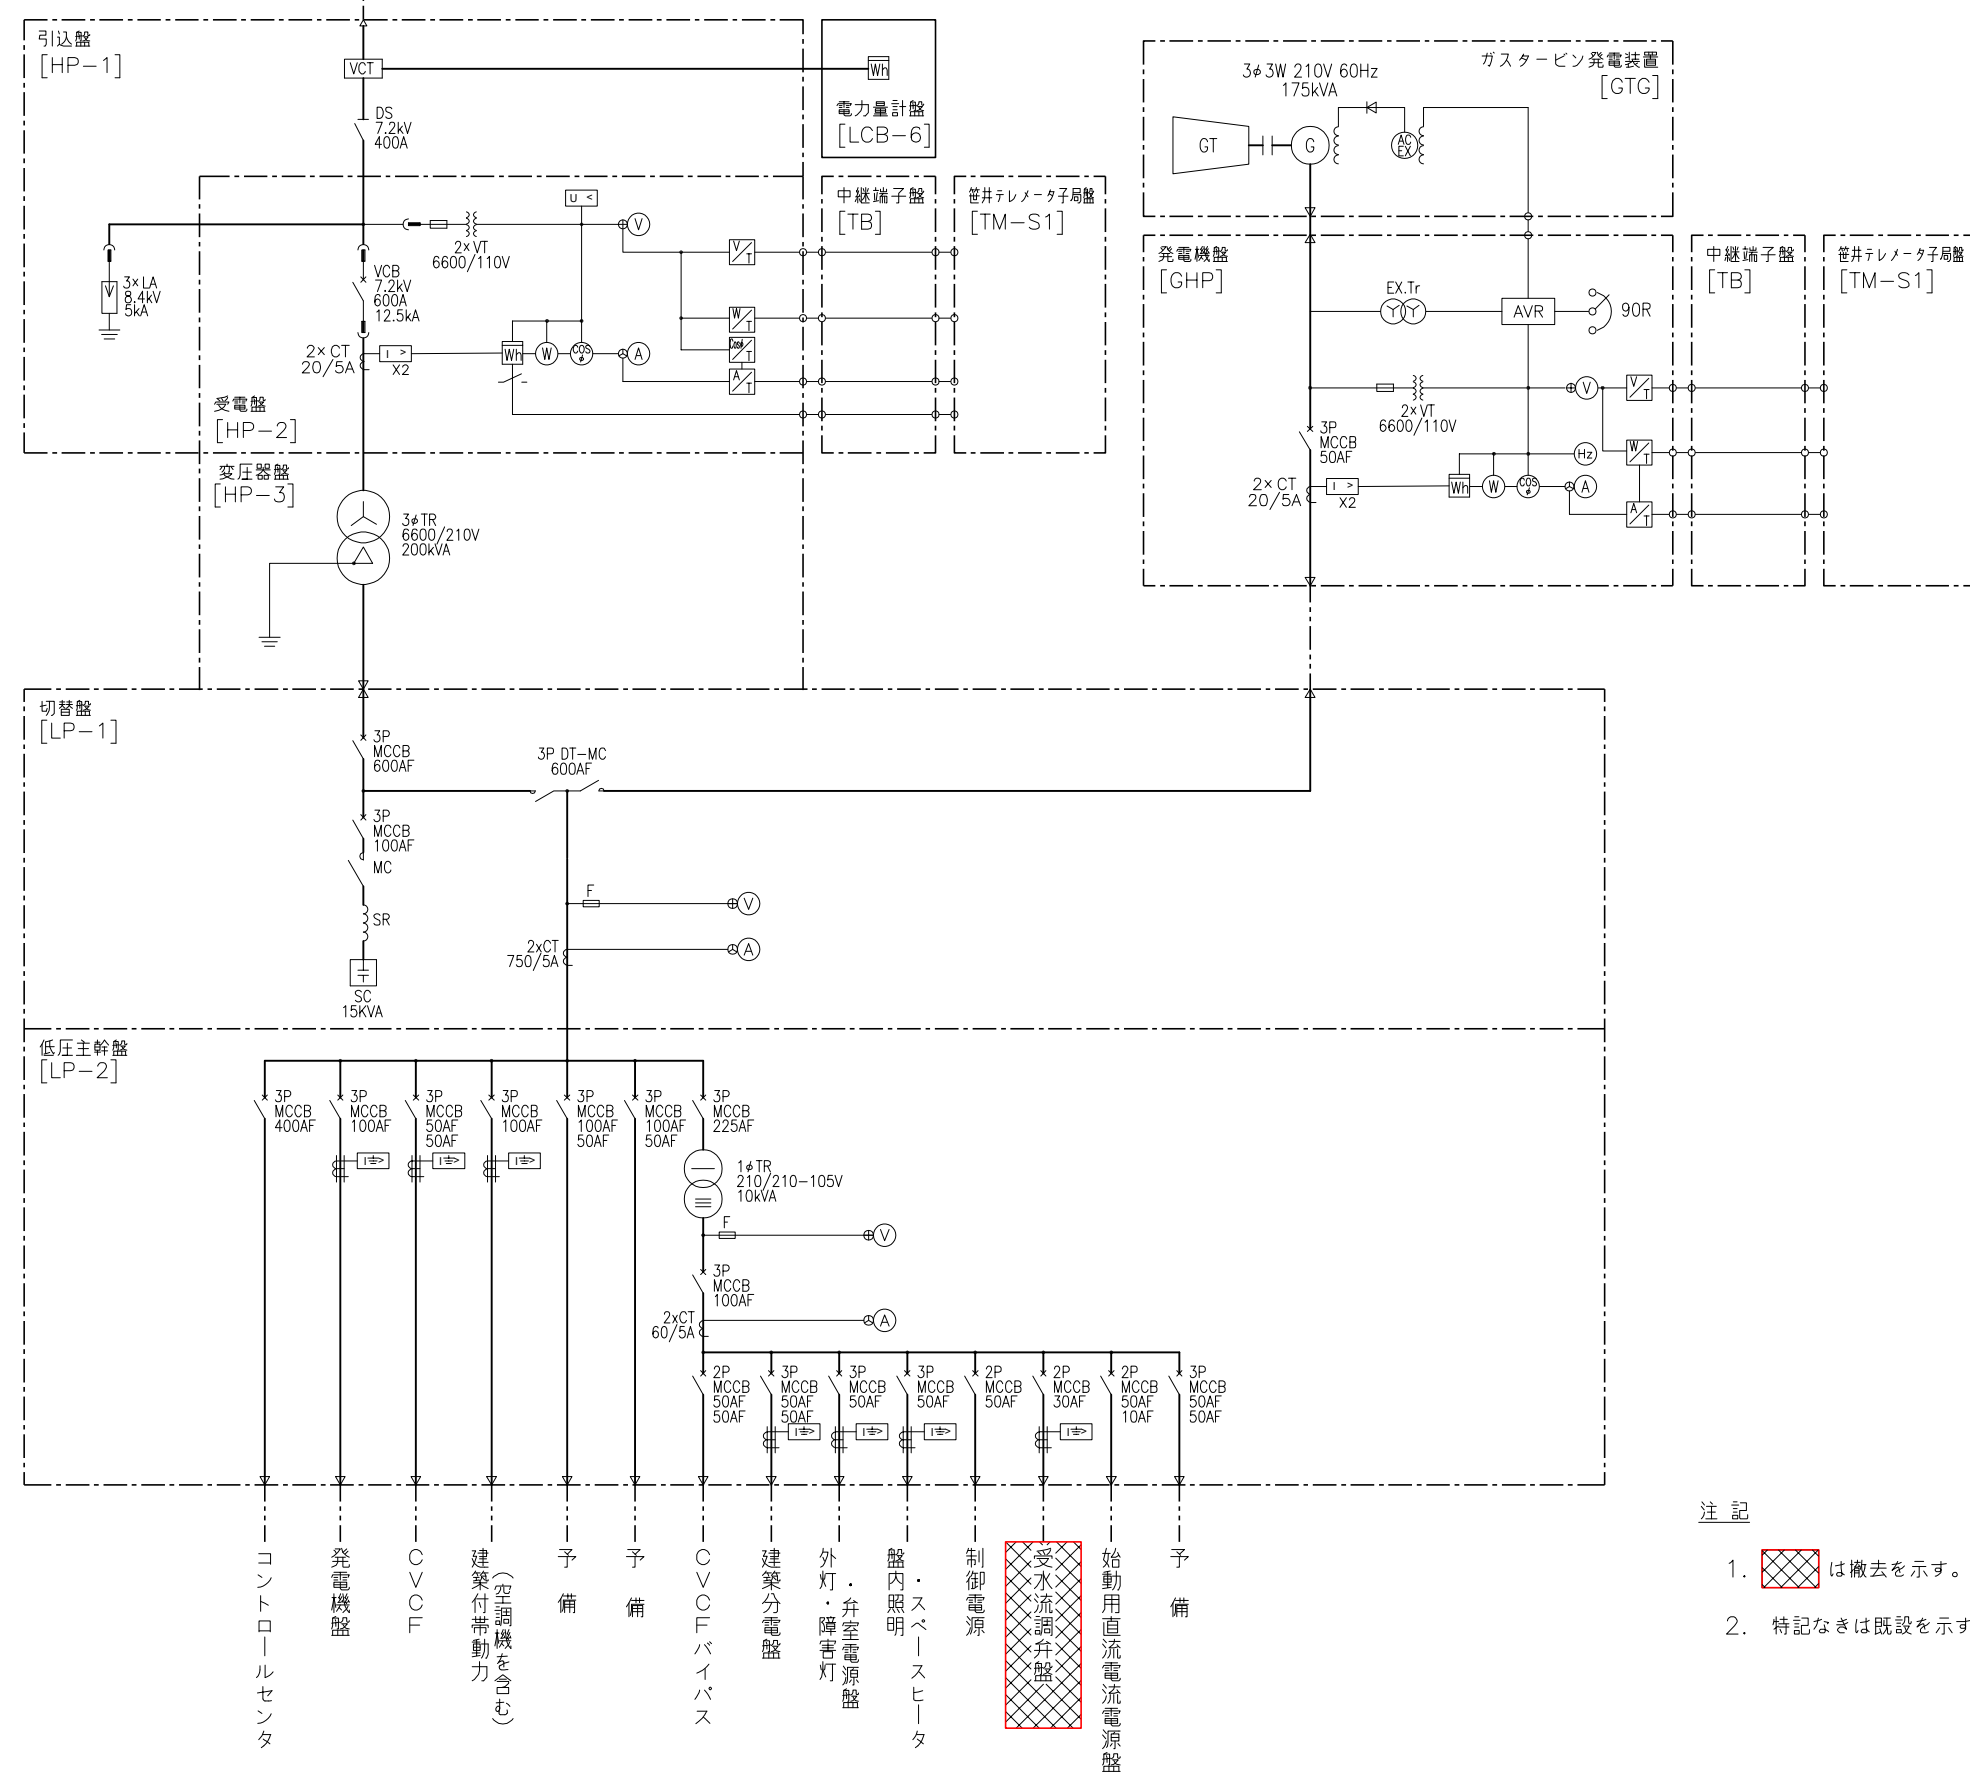 引込盤
[HP-1]
VCT
Wh
電力量計盤
[LCB-6]
DS
7.2kV
400A
U <
V
2×VT
6600/110V
3×LA
8.4kV
5kA
VCB
7.2kV
600A
12.5kA
2×CT
20/5A
I >
X2
Wh
W
COS
φ
A
V/T
W/T
Cosφ/T
A/T
受電盤
[HP-2]
中継端子盤
[TB]
笹井テレメータ子局盤
[TM-S1]
変圧器盤
[HP-3]
3φTR
6600/210V
200kVA
ガスタービン発電装置
[GTG]
3φ3W 210V 60Hz
175kVA
GT
G
AC
EX
発電機盤
[GHP]
EX.Tr
AVR
90R
2×VT
6600/110V
V
V/T
3P
MCCB
50AF
Hz
W/T
2×CT
20/5A
I >
X2
Wh
W
COS
φ
A
A/T
中継端子盤
[TB]
笹井テレメータ子局盤
[TM-S1]
切替盤
[LP-1]
3P
MCCB
600AF
3P DT-MC
600AF
3P
MCCB
100AF
MC
SR
SC
15KVA
F
V
2xCT
750/5A
A
低圧主幹盤
[LP-2]
3P
MCCB
400AF
3P
MCCB
100AF
3P
MCCB
50AF
50AF
3P
MCCB
100AF
3P
MCCB
100AF
50AF
3P
MCCB
100AF
50AF
3P
MCCB
225AF
I⏚>
I⏚>
I⏚>
1φTR
210/210-105V
10kVA
F
V
3P
MCCB
100AF
2xCT
60/5A
A
2P
MCCB
50AF
50AF
3P
MCCB
50AF
50AF
3P
MCCB
50AF
3P
MCCB
50AF
2P
MCCB
50AF
2P
MCCB
30AF
2P
MCCB
50AF
10AF
3P
MCCB
50AF
50AF
I⏚>
I⏚>
I⏚>
I⏚>
コントロールセンタ
発電機盤
CVCF
建築付帯動力
(空調機を含む)
予備
予備
CVCFバイパス
建築分電盤
外灯・障害灯
・弁室電源盤
盤内照明
・スペースヒータ
制御電源
受水流調弁盤
始動用直流電流電源盤
予備
注 記
1. は撤去を示す。
2. 特記なきは既設を示す